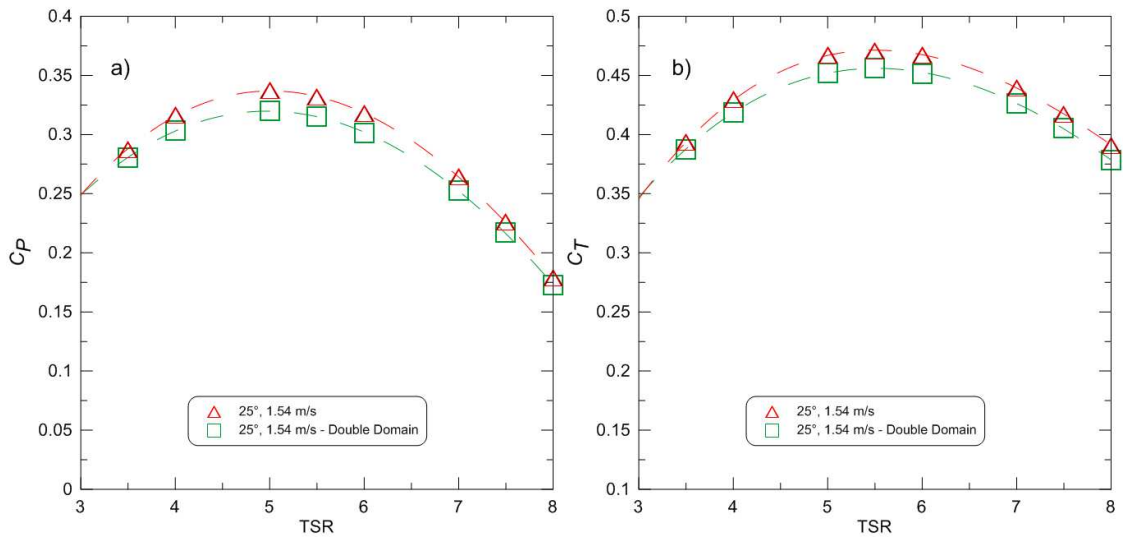 0.4
0.35
0.3
0.25
0.2
0.15
0.1
0.05
0
C_P
a)
25°, 1.54 m/s
25°, 1.54 m/s - Double Domain
3 4 5 6 7 8
TSR
0.5
0.45
0.4
0.35
0.3
0.25
0.2
0.15
0.1
C_T
b)
25°, 1.54 m/s
25°, 1.54 m/s - Double Domain
3 4 5 6 7 8
TSR